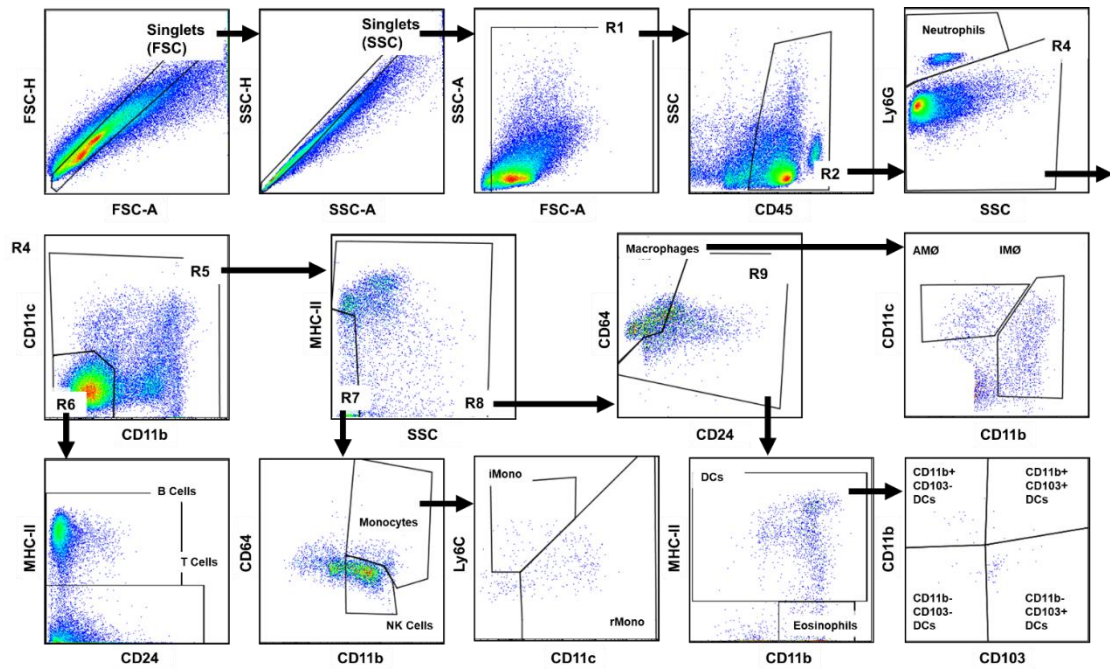 Singlets
(FSC)
FSC-H
FSC-A
Singlets
(SSC)
SSC-H
SSC-A
R1
SSC-A
FSC-A
SSC
R2
CD45
Neutrophils
R4
Ly6G
SSC
R4
R5
CD11c
R6
CD11b
MHC-II
R7
R8
SSC
Macrophages
R9
CD64
CD24
AMØ
IMØ
CD11c
CD11b
B Cells
MHC-II
T Cells
CD24
CD64
Monocytes
NK Cells
CD11b
iMono
Ly6C
rMono
CD11c
DCs
MHC-II
Eosinophils
CD11b
CD11b+
CD103-
DCs
CD11b+
CD103+
DCs
CD11b
CD11b-
CD103-
DCs
CD11b-
CD103+
DCs
CD103